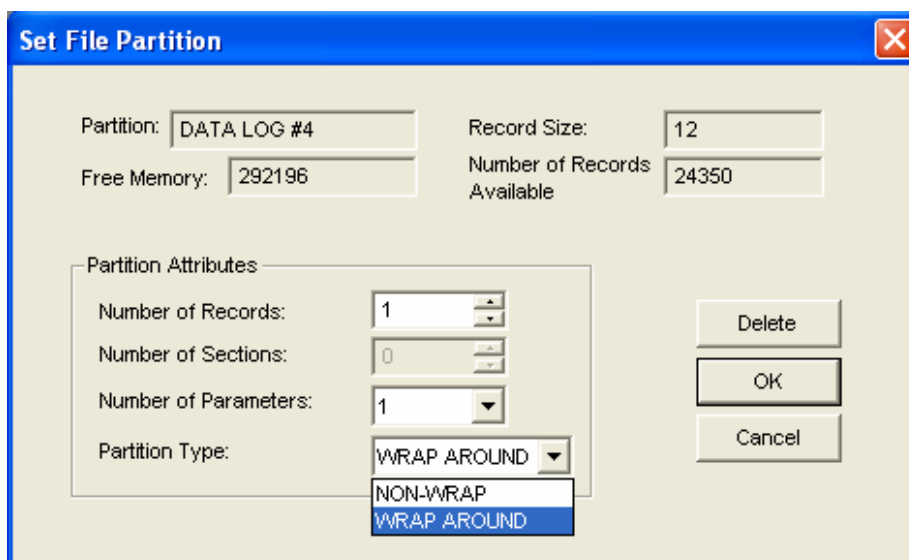 Set File Partition
Partition: DATA LOG #4
Record Size: 12
Free Memory: 292196
Number of Records
Available
24350
Partition Attributes
Number of Records: 1
Number of Sections: 0
Number of Parameters: 1
Partition Type: WRAP AROUND
NON-WRAP
WRAP AROUND
Delete
OK
Cancel